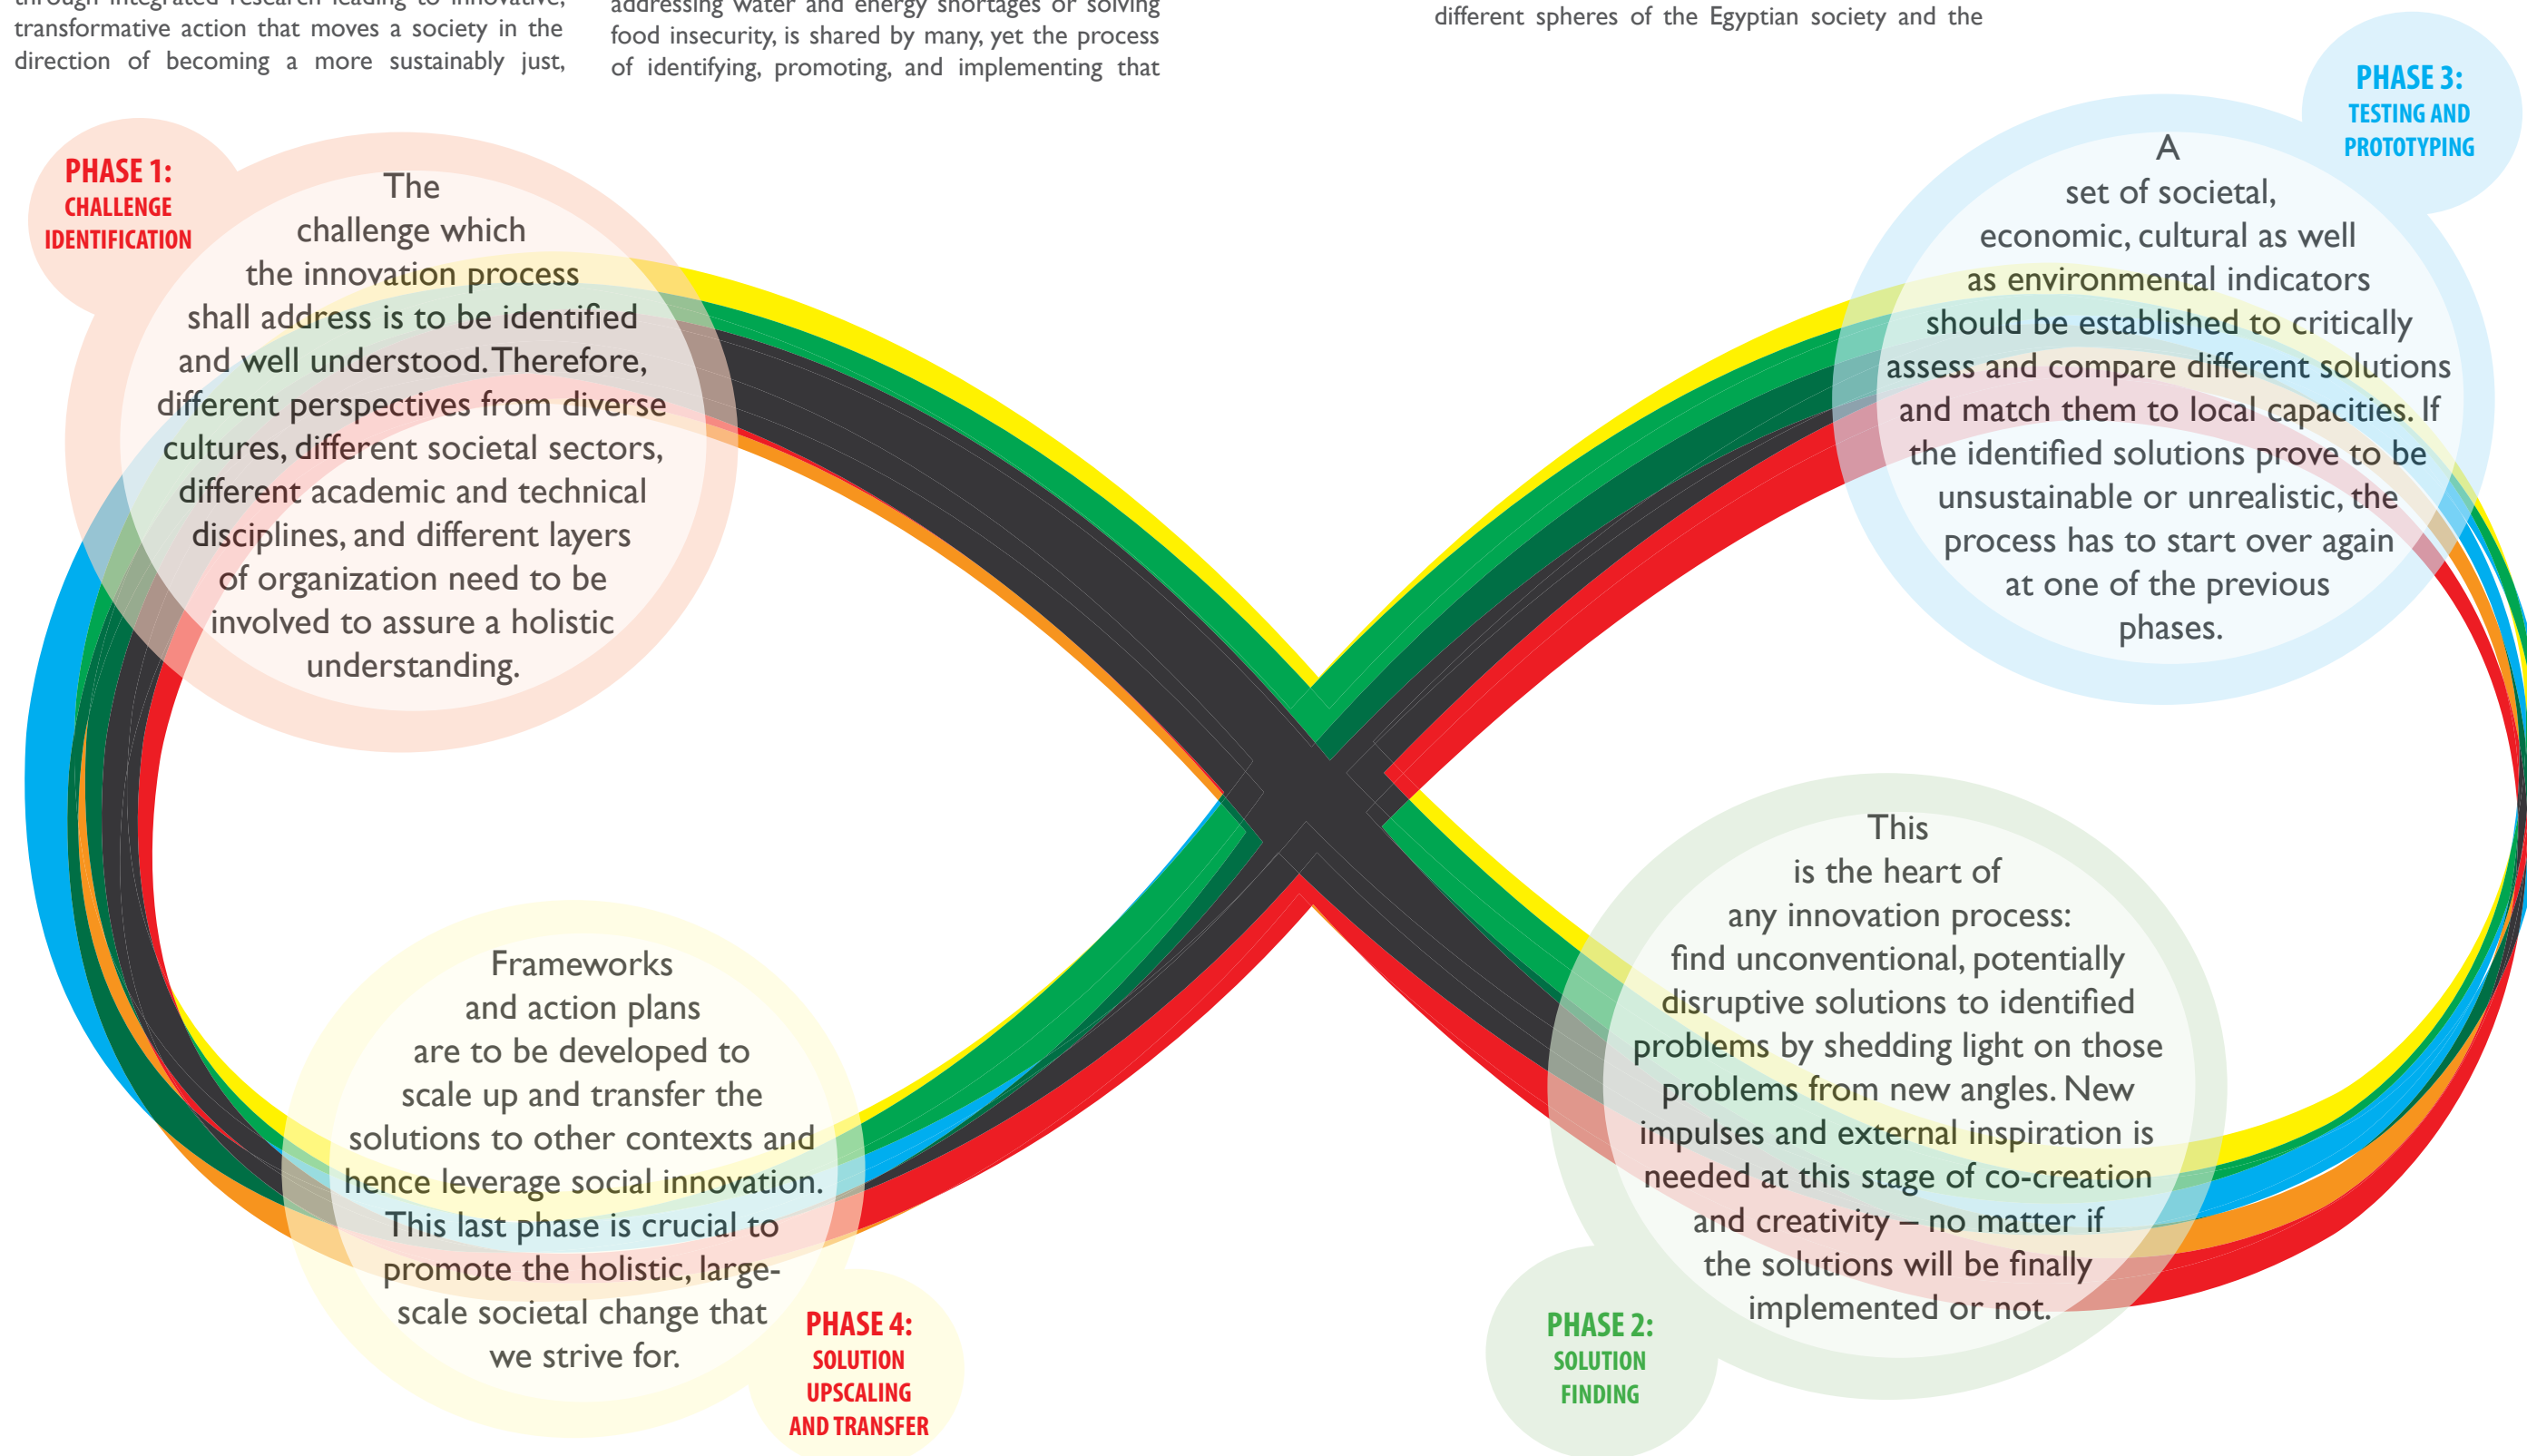 through integrated research leading to innovative,
transformative action that moves a society in the
direction of becoming a more sustainably just,
addressing water and energy shortages or solving
food insecurity, is shared by many, yet the process
of identifying, promoting, and implementing that
different spheres of the Egyptian society and the
PHASE 1:
CHALLENGE
IDENTIFICATION
The
challenge which
the innovation process
shall address is to be identified
and well understood. Therefore,
different perspectives from diverse
cultures, different societal sectors,
different academic and technical
disciplines, and different layers
of organization need to be
involved to assure a holistic
understanding.
PHASE 3:
TESTING AND
PROTOTYPING
A
set of societal,
economic, cultural as well
as environmental indicators
should be established to critically
assess and compare different solutions
and match them to local capacities. If
the identified solutions prove to be
unsustainable or unrealistic, the
process has to start over again
at one of the previous
phases.
Frameworks
and action plans
are to be developed to
scale up and transfer the
solutions to other contexts and
hence leverage social innovation.
This last phase is crucial to
promote the holistic, large-
scale societal change that
we strive for.
PHASE 4:
SOLUTION
UPSCALING
AND TRANSFER
This
is the heart of
any innovation process:
find unconventional, potentially
disruptive solutions to identified
problems by shedding light on those
problems from new angles. New
impulses and external inspiration is
needed at this stage of co-creation
and creativity – no matter if
the solutions will be finally
implemented or not.
PHASE 2:
SOLUTION
FINDING